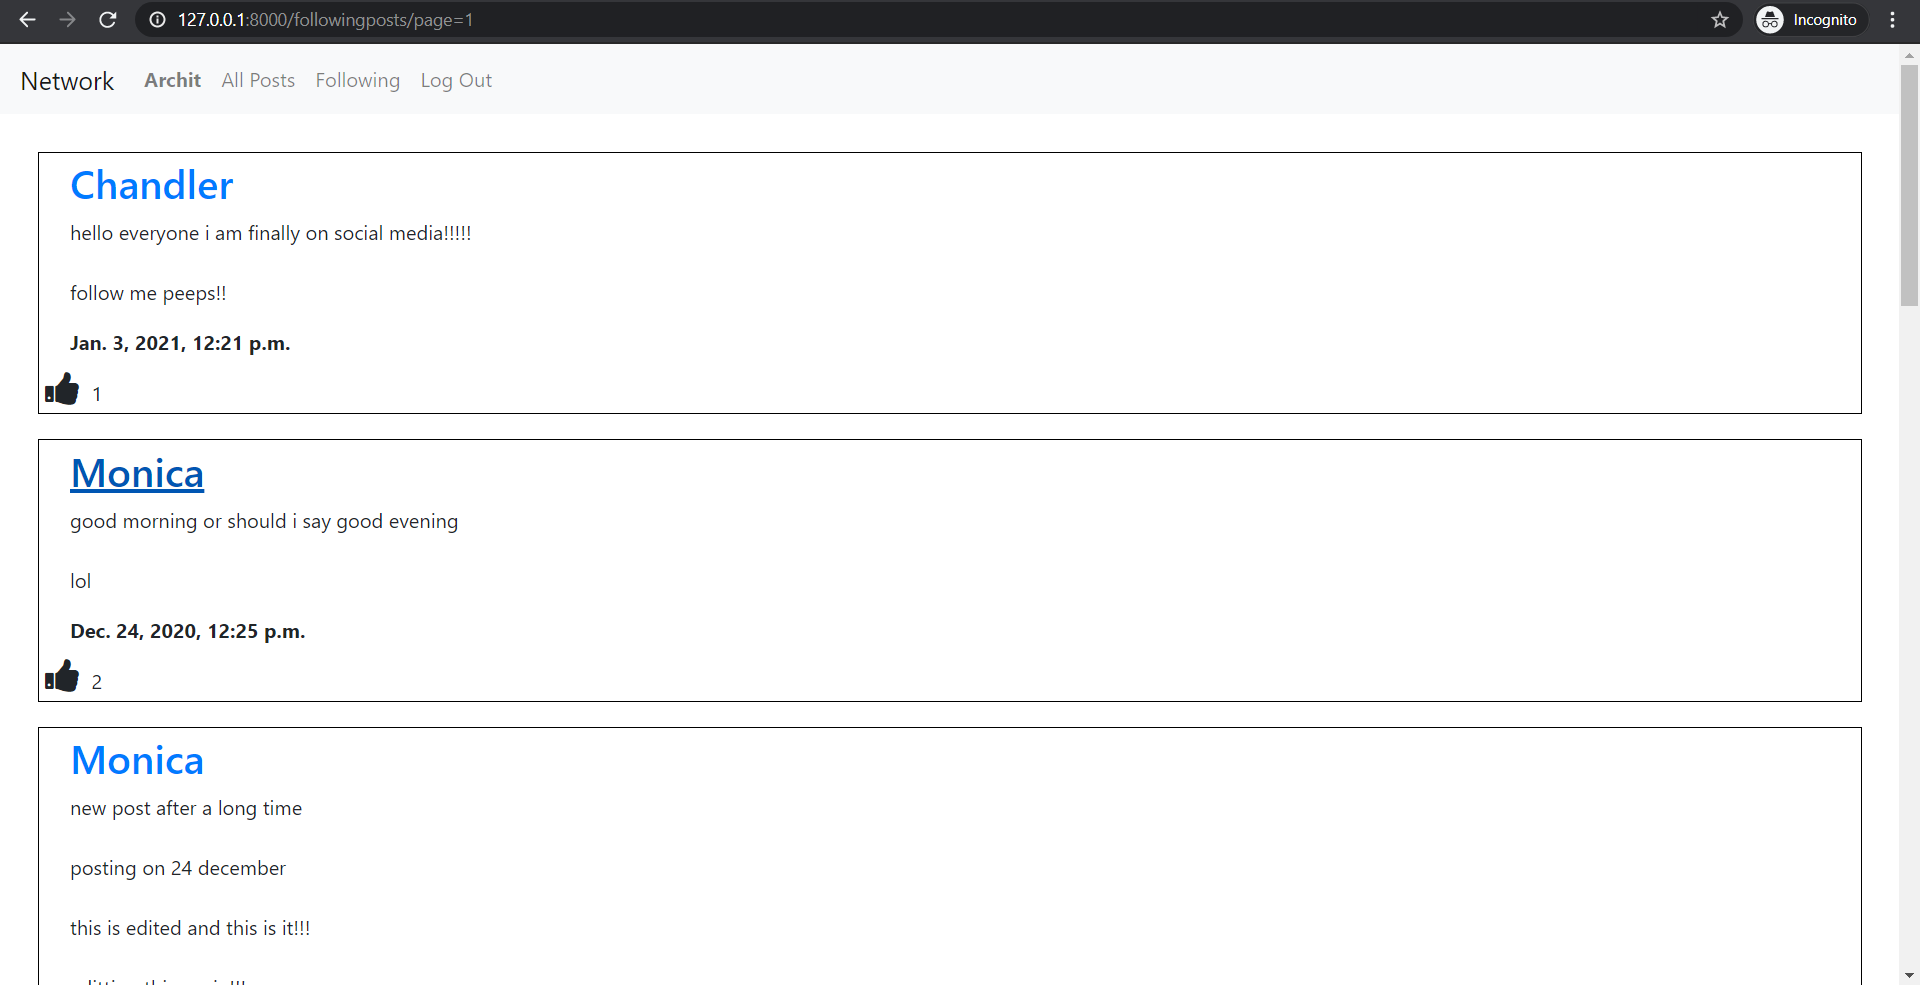 127.0.0.1:8000/followingposts/page=1
Incognito
Network Archit All Posts Following Log Out
Chandler
hello everyone i am finally on social media!!!!!
follow me peeps!!
Jan. 3, 2021, 12:21 p.m.
1
Monica
good morning or should i say good evening
lol
Dec. 24, 2020, 12:25 p.m.
2
Monica
new post after a long time
posting on 24 december
this is edited and this is it!!!